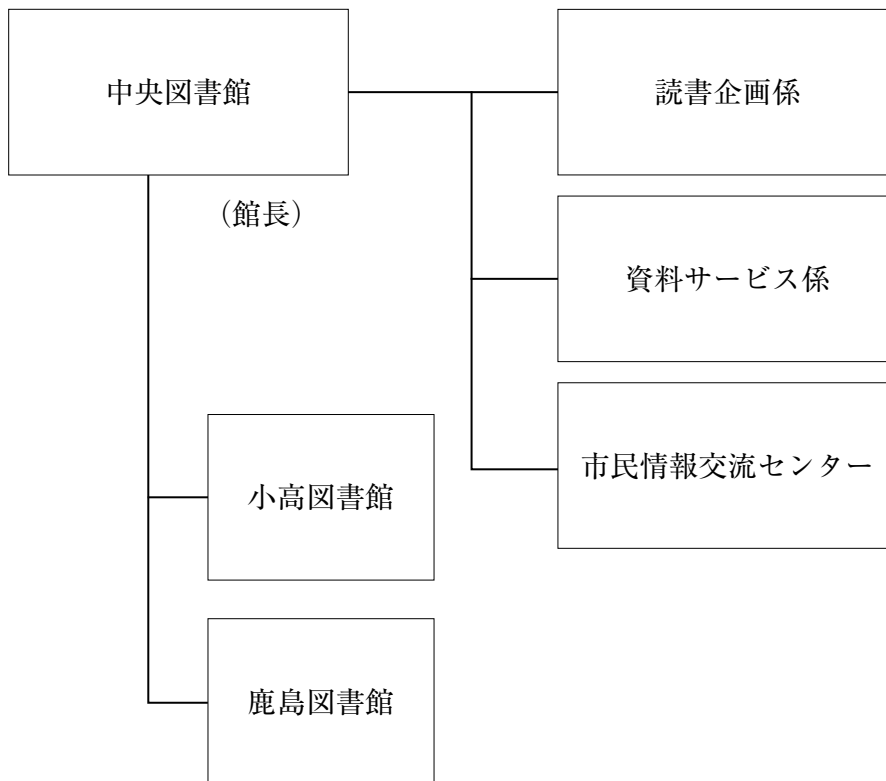 中央図書館
読書企画係
（館長）
資料サービス係
市民情報交流センター
小高図書館
鹿島図書館